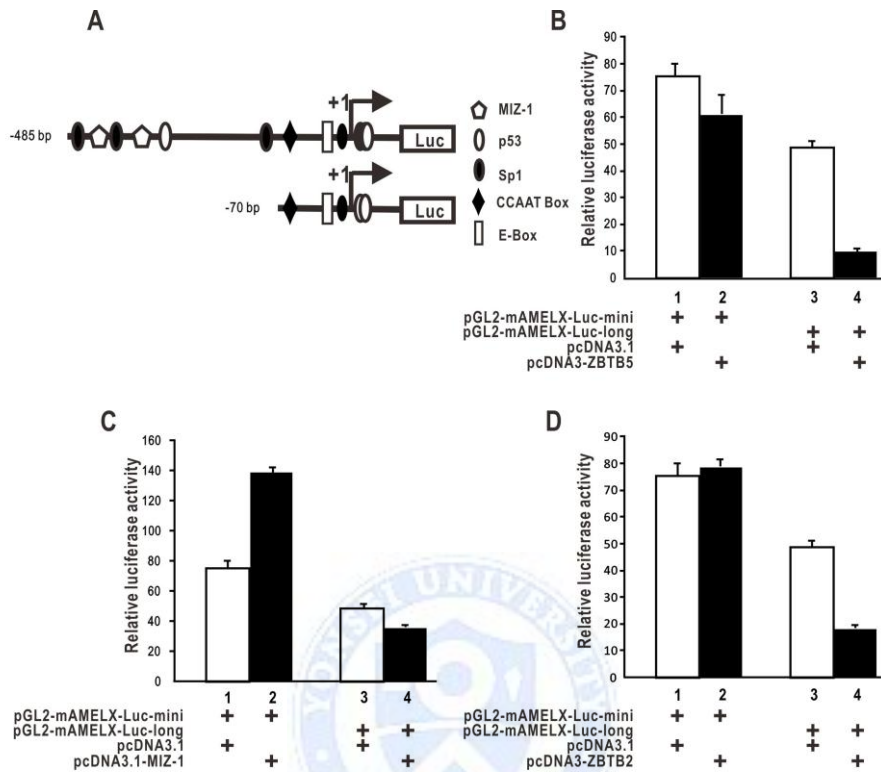 A
+1
-485 bp
Luc
+1
-70 bp
Luc
MIZ-1
p53
Sp1
CCAAT Box
E-Box
B
Relative luciferase activity
90
80
70
60
50
40
30
20
10
0
1 2 3 4
pGL2-mAMELX-Luc-mini + +
pGL2-mAMELX-Luc-long + +
pcDNA3.1 + +
pcDNA3-ZBTB5 + +
C
Relative luciferase activity
160
140
120
100
80
60
40
20
0
1 2 3 4
pGL2-mAMELX-Luc-mini + +
pGL2-mAMELX-Luc-long + +
pcDNA3.1 + +
pcDNA3.1-MIZ-1 + +
D
Relative luciferase activity
90
80
70
60
50
40
30
20
10
0
1 2 3 4
pGL2-mAMELX-Luc-mini + +
pGL2-mAMELX-Luc-long + +
pcDNA3.1 + +
pcDNA3-ZBTB2 + +
YONSEI UNIVERSITY